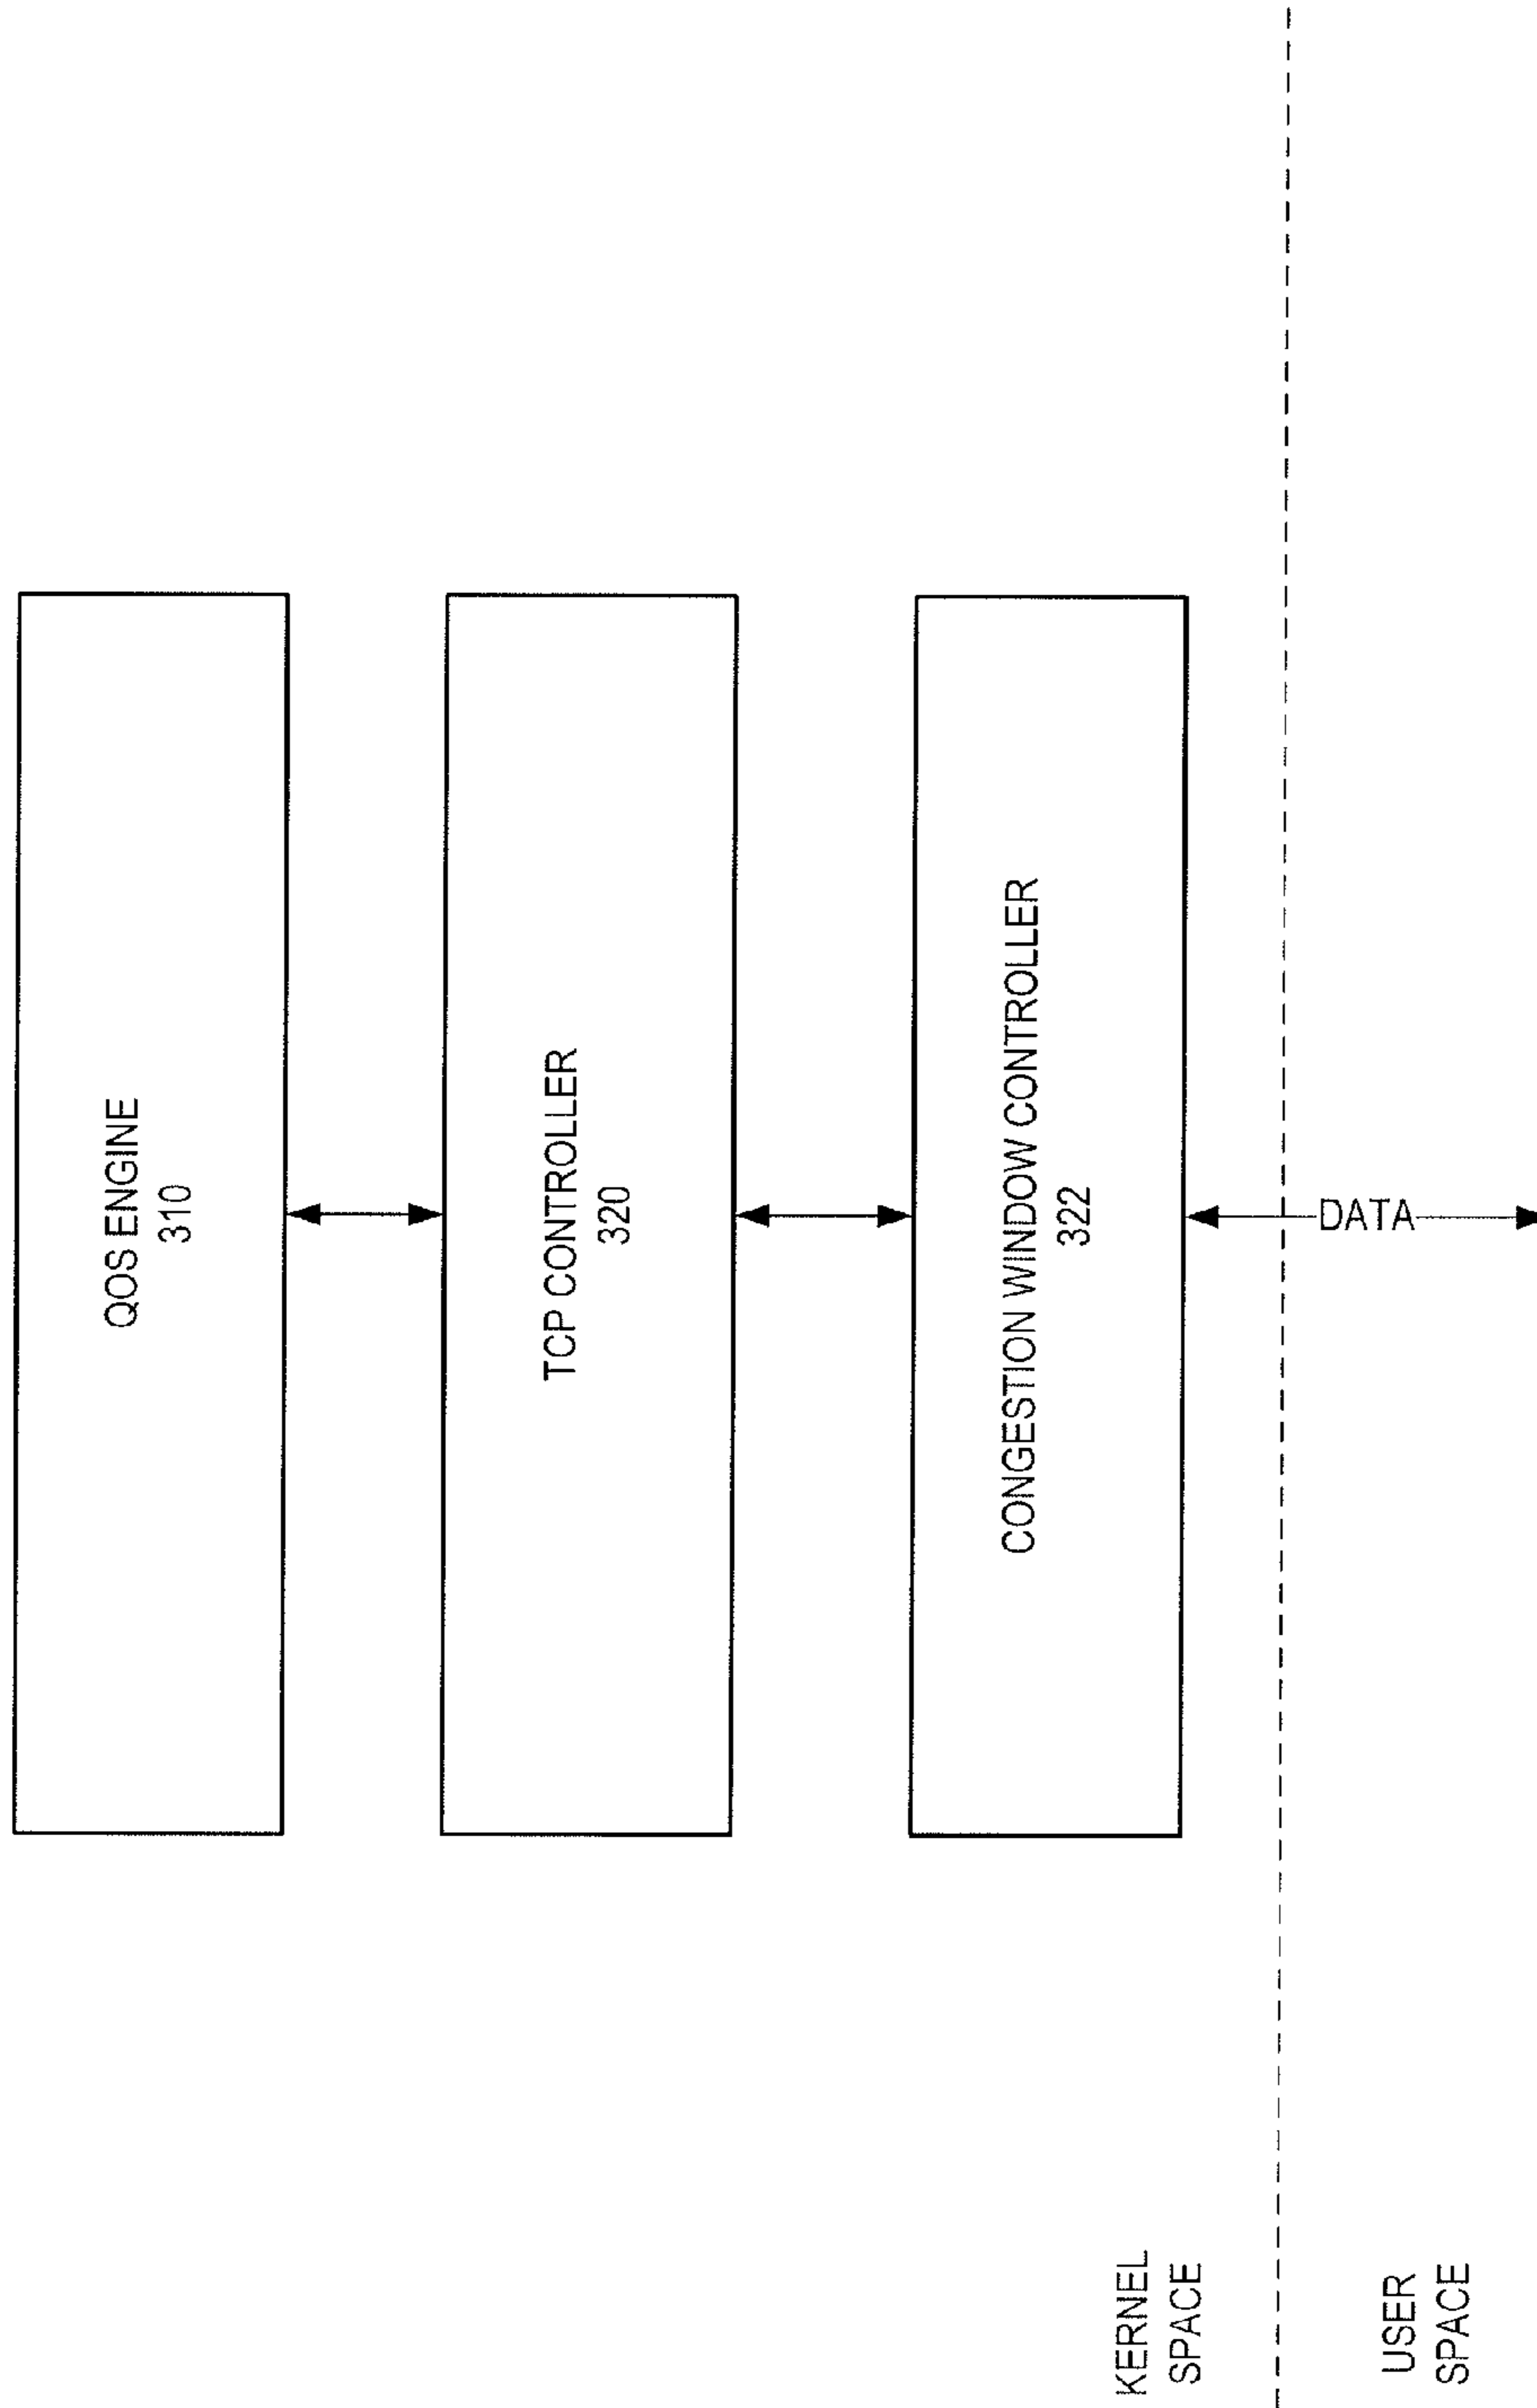 QOS ENGINE
310
TCP CONTROLLER
320
CONGESTION WINDOW CONTROLLER
322
KERNEL
SPACE
DATA
USER
SPACE